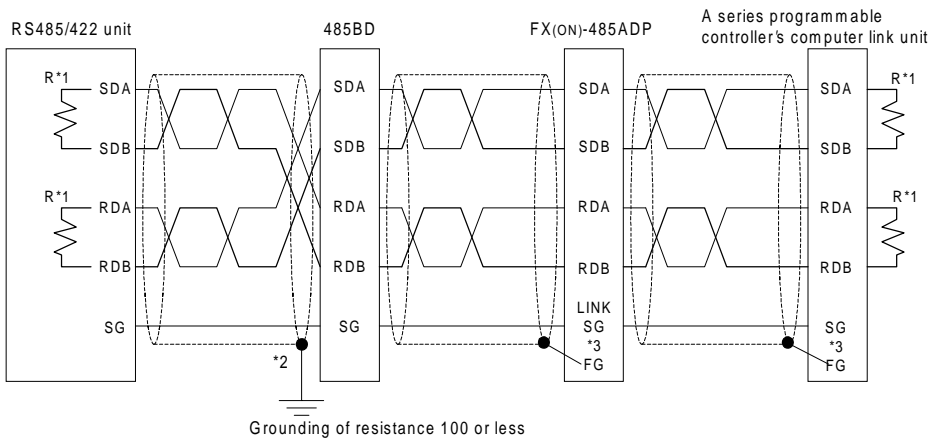 RS485/422 unit
485BD
FX(ON)-485ADP
A series programmable
controller's computer link unit
R*1
SDA
SDB
R*1
RDA
RDB
SG
*2
SDA
SDB
RDA
RDB
SG
SDA
SDB
RDA
RDB
LINK
SG
*3
FG
SDA
SDB
RDA
RDB
SG
*3
FG
R*1
R*1
Grounding of resistance 100 or less